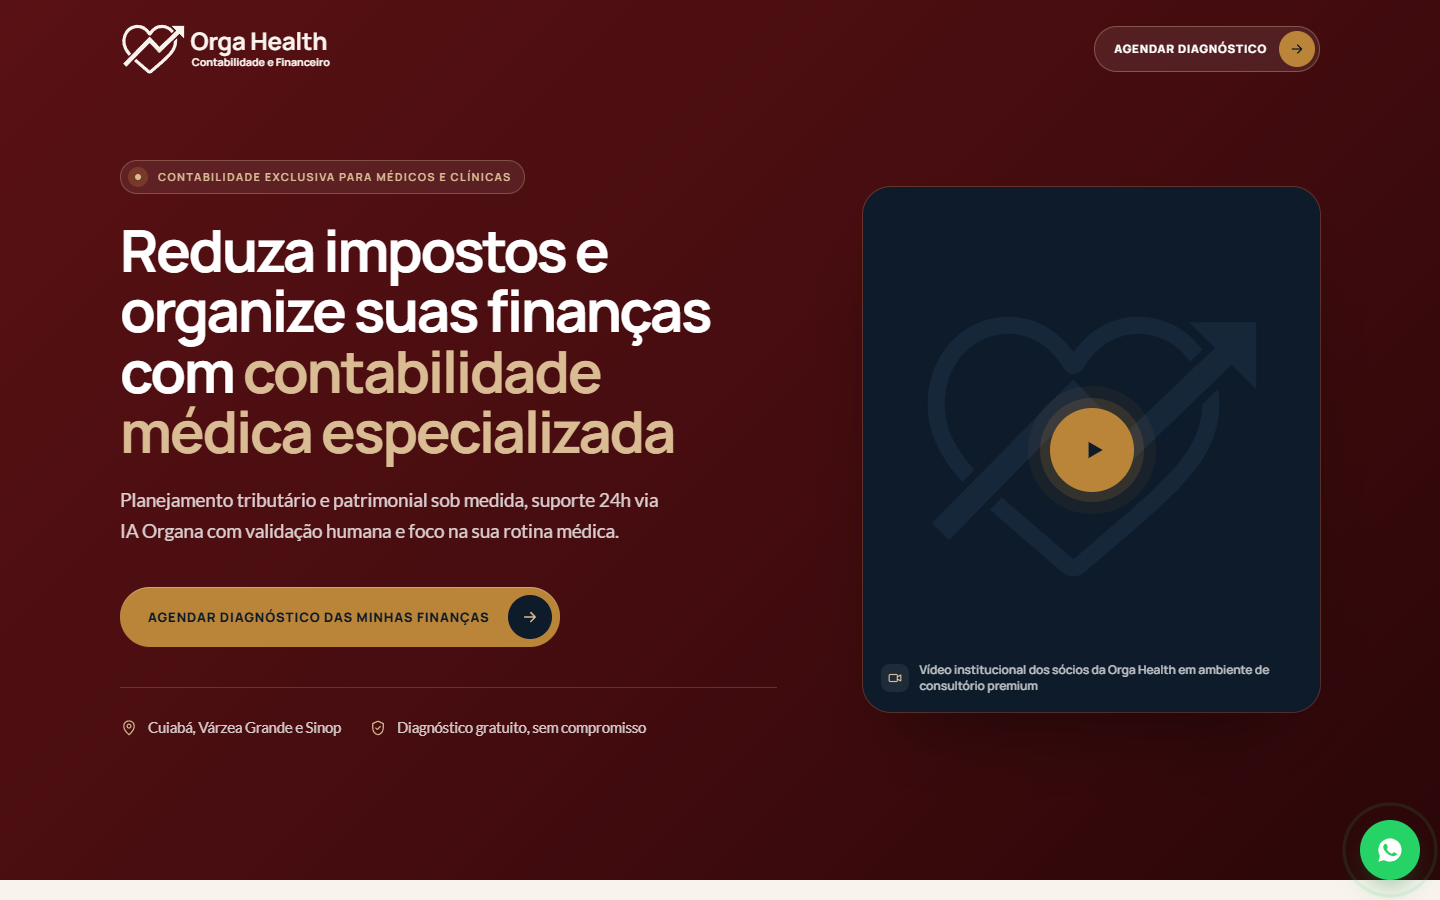 Orga Health
Contabilidade e Financeiro
AGENDAR DIAGNÓSTICO
CONTABILIDADE EXCLUSIVA PARA MÉDICOS E CLÍNICAS
Reduza impostos e
organize suas finanças
com contabilidade
médica especializada
Planejamento tributário e patrimonial sob medida, suporte 24h via
IA Organa com validação humana e foco na sua rotina médica.
AGENDAR DIAGNÓSTICO DAS MINHAS FINANÇAS
Cuiabá, Várzea Grande e Sinop
Diagnóstico gratuito, sem compromisso
Vídeo institucional dos sócios da Orga Health em ambiente de
consultório premium